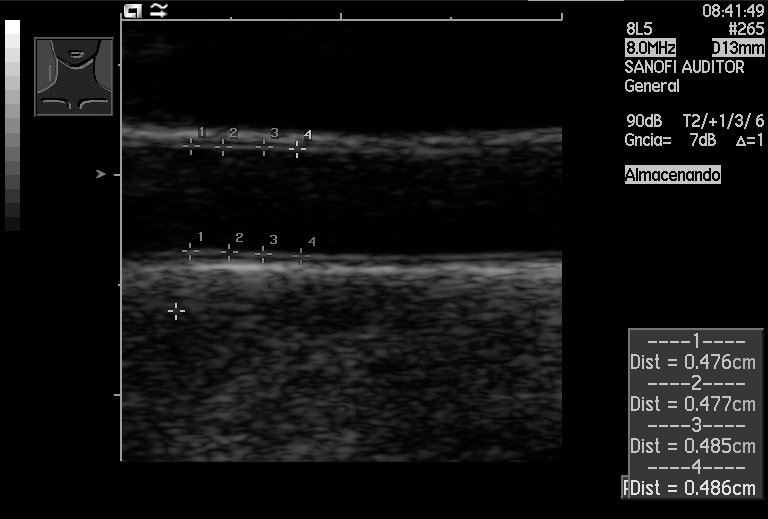 08:41:49
8L5 #265
8.0MHz D13mm
SANOFI AUDITOR
General
90dB T2/+1/3/ 6
Gncia= 7dB Δ=1
Almacenando
1 2 3 4
1 2 3 4
----1----
Dist = 0.476cm
----2----
Dist = 0.477cm
----3----
Dist = 0.485cm
----4----
Dist = 0.486cm